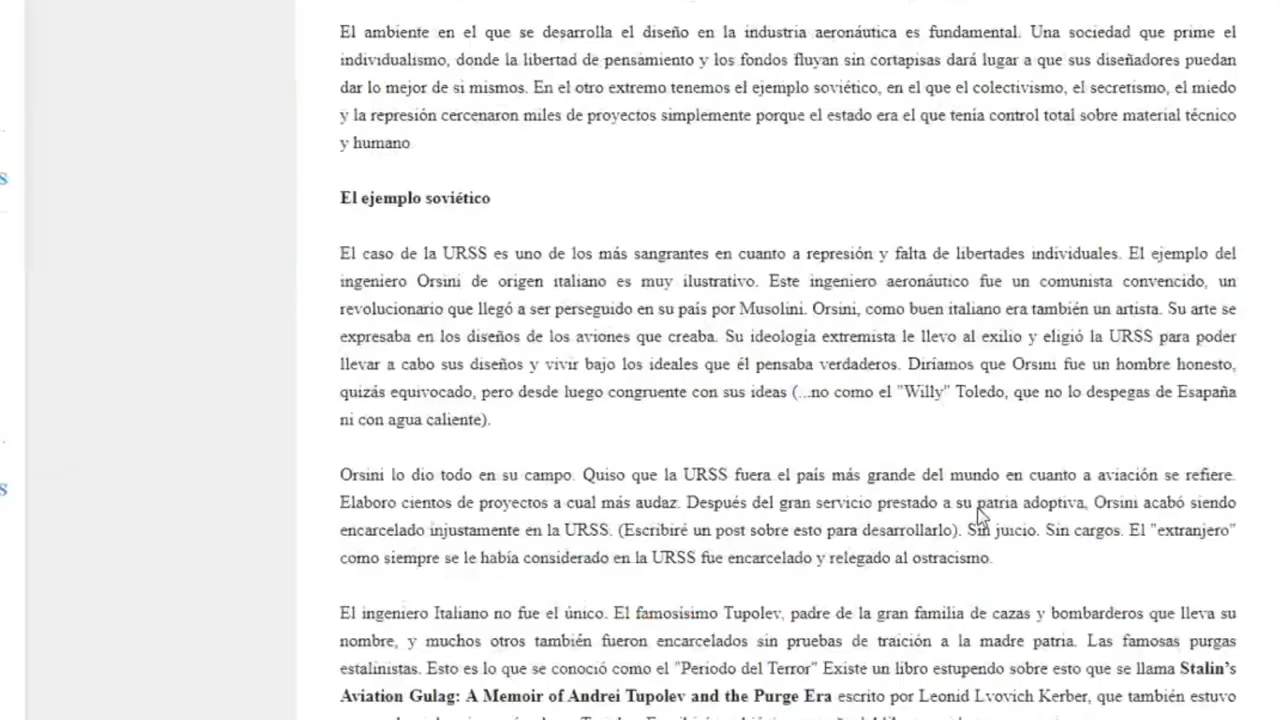 El ambiente en el que se desarrolla el diseño en la industria aeronáutica es fundamental. Una sociedad que prime el
individualismo, donde la libertad de pensamiento y los fondos fluyan sin cortapisas dará lugar a que sus diseñadores puedan
dar lo mejor de si mismos. En el otro extremo tenemos el ejemplo soviético, en el que el colectivismo, el secretismo, el miedo
y la represión cercenaron miles de proyectos simplemente porque el estado era el que tenía control total sobre material técnico
y humano
El ejemplo soviético
El caso de la URSS es uno de los más sangrantes en cuanto a represión y falta de libertades individuales. El ejemplo del
ingeniero Orsini de origen italiano es muy ilustrativo. Este ingeniero aeronáutico fue un comunista convencido, un
revolucionario que llegó a ser perseguido en su país por Musolini. Orsini, como buen italiano era también un artista. Su arte se
expresaba en los diseños de los aviones que creaba. Su ideología extremista le llevo al exilio y eligió la URSS para poder
llevar a cabo sus diseños y vivir bajo los ideales que él pensaba verdaderos. Diríamos que Orsini fue un hombre honesto,
quizás equivocado, pero desde luego congruente con sus ideas (...no como el "Willy" Toledo, que no lo despegas de Esapaña
ni con agua caliente).
Orsini lo dio todo en su campo. Quiso que la URSS fuera el país más grande del mundo en cuanto a aviación se refiere.
Elaboro cientos de proyectos a cual más audaz. Después del gran servicio prestado a su patria adoptiva, Orsini acabó siendo
encarcelado injustamente en la URSS. (Escribiré un post sobre esto para desarrollarlo). Sin juicio. Sin cargos. El "extranjero"
como siempre se le había considerado en la URSS fue encarcelado y relegado al ostracismo.
El ingeniero Italiano no fue el único. El famosisimo Tupolev, padre de la gran familia de cazas y bombarderos que lleva su
nombre, y muchos otros también fueron encarcelados sin pruebas de traición a la madre patria. Las famosas purgas
estalinistas. Esto es lo que se conoció como el "Periodo del Terror" Existe un libro estupendo sobre esto que se llama Stalin's
Aviation Gulag: A Memoir of Andrei Tupolev and the Purge Era escrito por Leonid Lvovich Kerber, que también estuvo